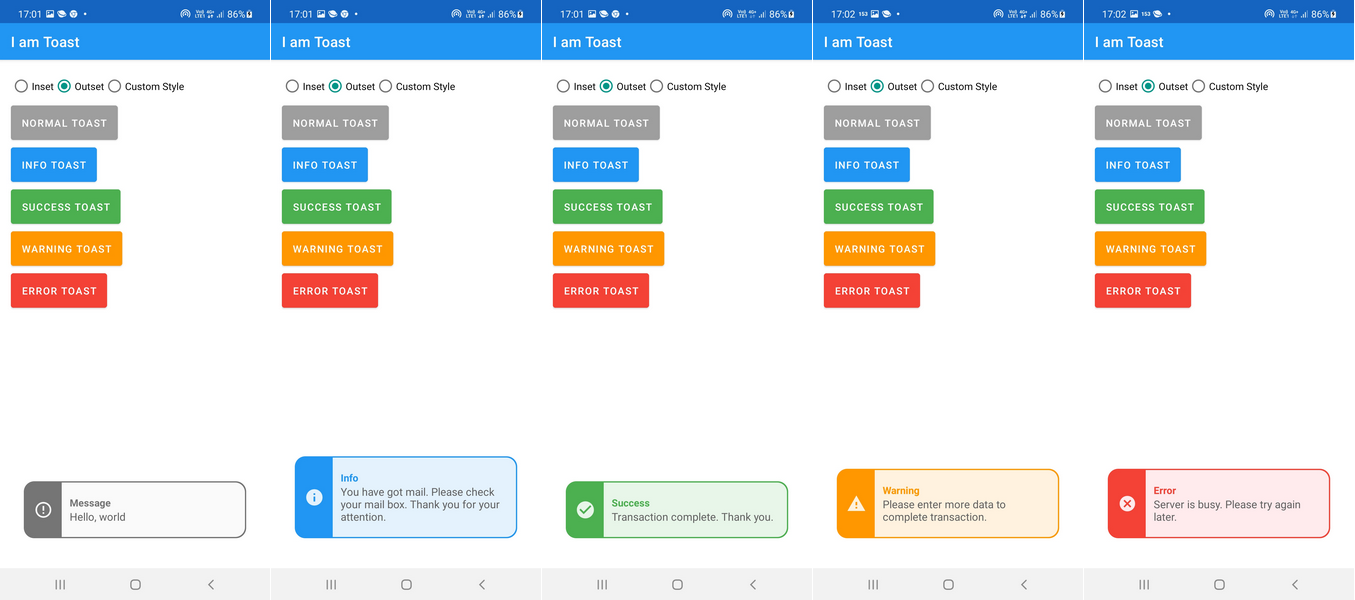 17:01 86%
I am Toast
Inset Outset Custom Style
NORMAL TOAST
INFO TOAST
SUCCESS TOAST
WARNING TOAST
ERROR TOAST
Message
Hello, world
17:01 86%
I am Toast
Inset Outset Custom Style
NORMAL TOAST
INFO TOAST
SUCCESS TOAST
WARNING TOAST
ERROR TOAST
Info
You have got mail. Please check
your mail box. Thank you for your
attention.
17:01 86%
I am Toast
Inset Outset Custom Style
NORMAL TOAST
INFO TOAST
SUCCESS TOAST
WARNING TOAST
ERROR TOAST
Success
Transaction complete. Thank you.
17:02 153 86%
I am Toast
Inset Outset Custom Style
NORMAL TOAST
INFO TOAST
SUCCESS TOAST
WARNING TOAST
ERROR TOAST
Warning
Please enter more data to
complete transaction.
17:02 153 86%
I am Toast
Inset Outset Custom Style
NORMAL TOAST
INFO TOAST
SUCCESS TOAST
WARNING TOAST
ERROR TOAST
Error
Server is busy. Please try again
later.